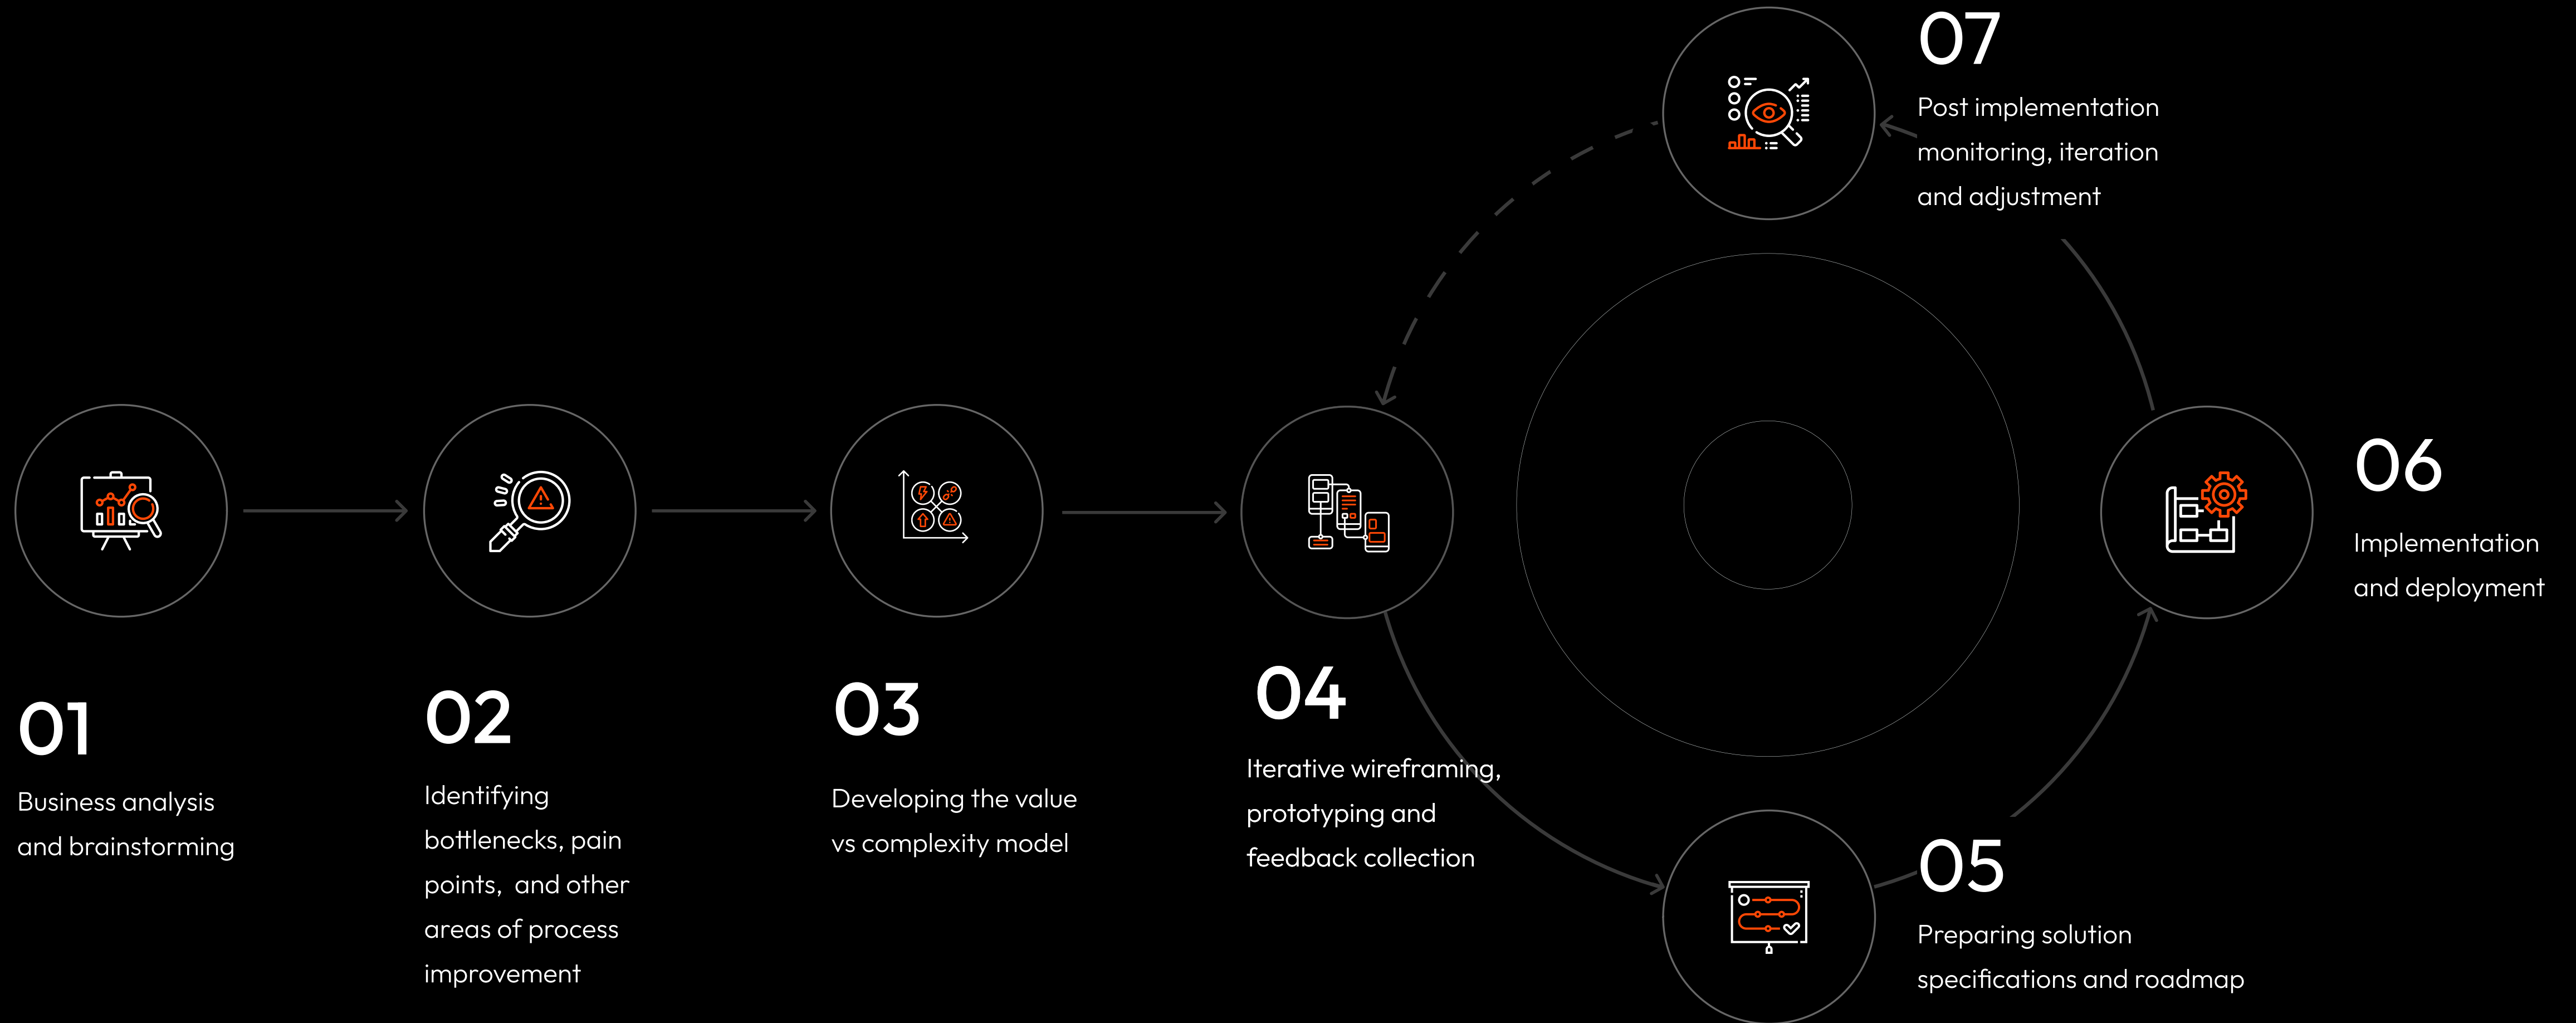 01
Business analysis
and brainstorming
02
Identifying
bottlenecks, pain
points,  and other
areas of process
improvement
03
Developing the value
vs complexity model
04
Iterative wireframing,
prototyping and
feedback collection
05
Preparing solution
specifications and roadmap
06
Implementation
and deployment
07
Post implementation
monitoring, iteration
and adjustment